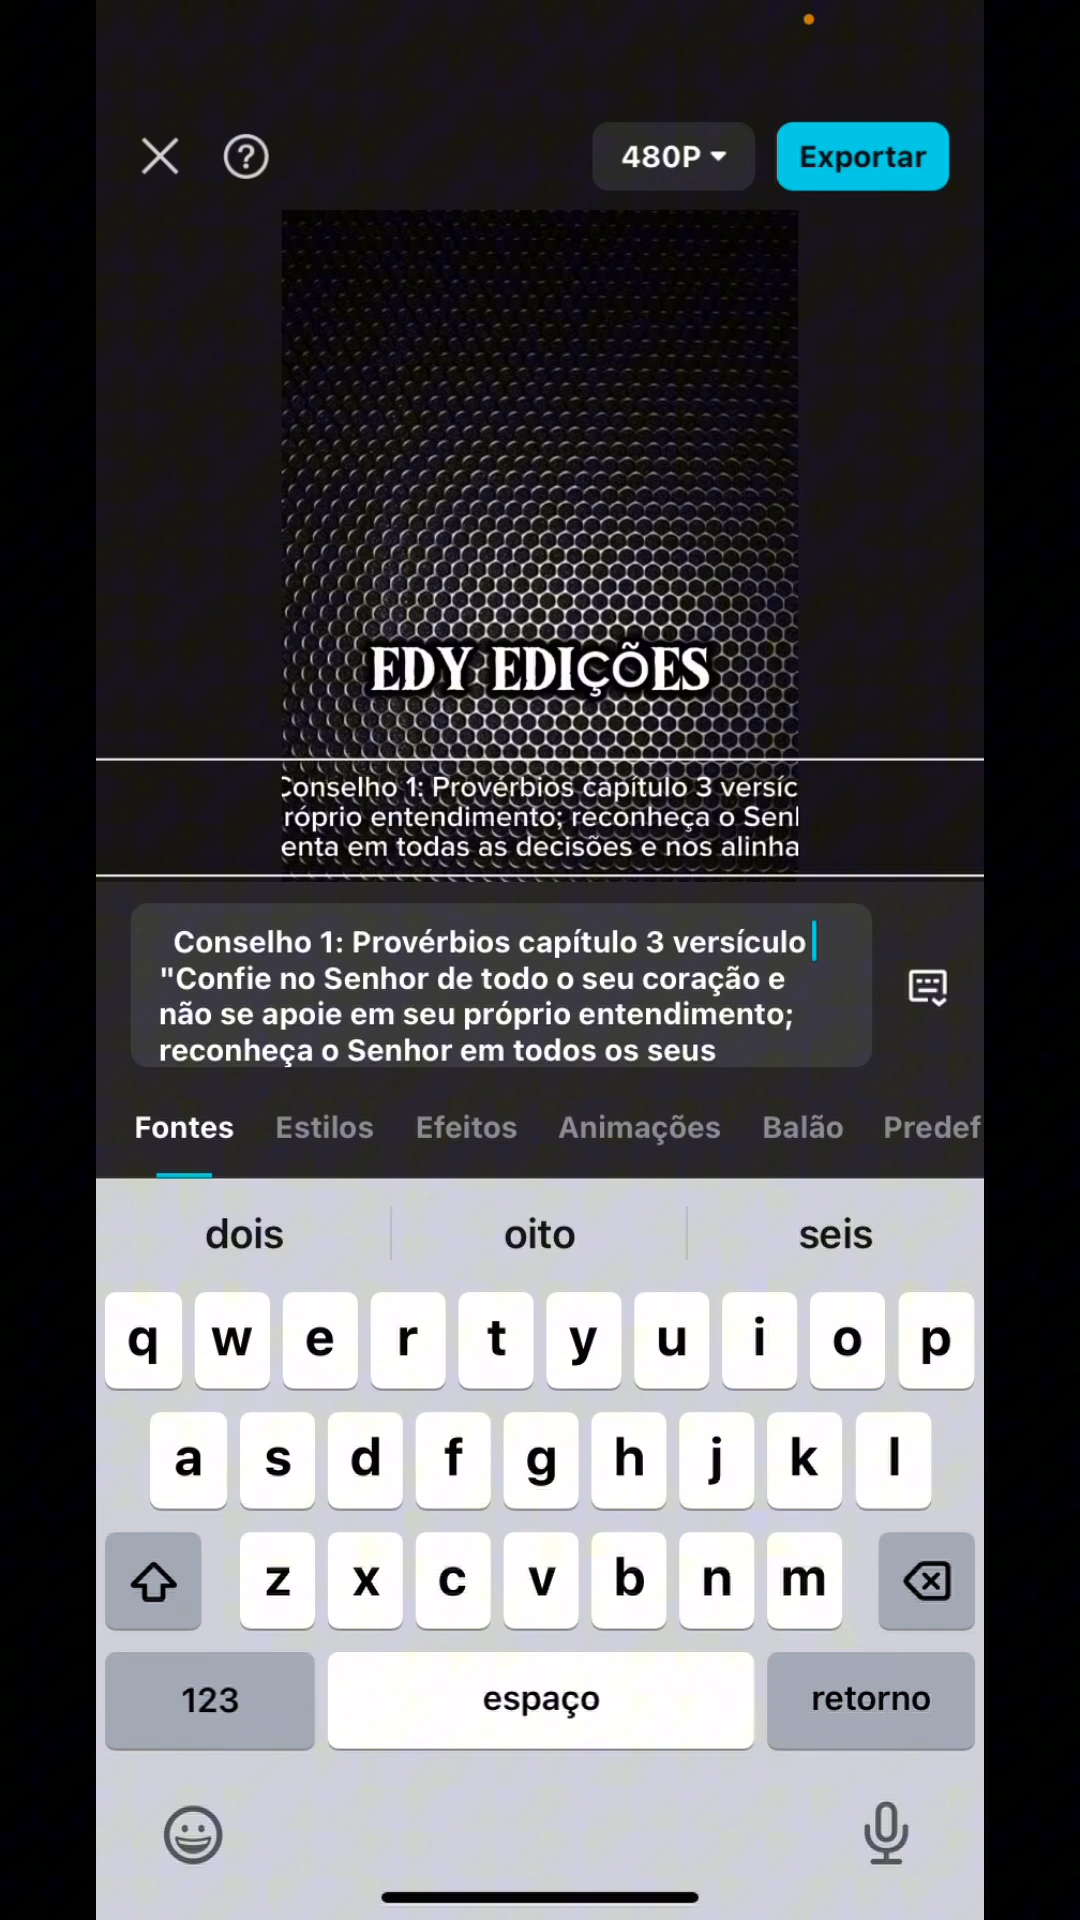 480P
Exportar
EDY EDIÇÕES
Conselho 1: Provérbios capítulo 3 versíc
róprio entendimento; reconheça o Senl
enta em todas as decisões e nos alinha
Conselho 1: Provérbios capítulo 3 versículo
"Confie no Senhor de todo o seu coração e
não se apoie em seu próprio entendimento;
reconheça o Senhor em todos os seus
Fontes Estilos Efeitos Animações Balão Predef
dois oito seis
q w e r t y u i o p
a s d f g h j k l
z x c v b n m
123 espaço retorno